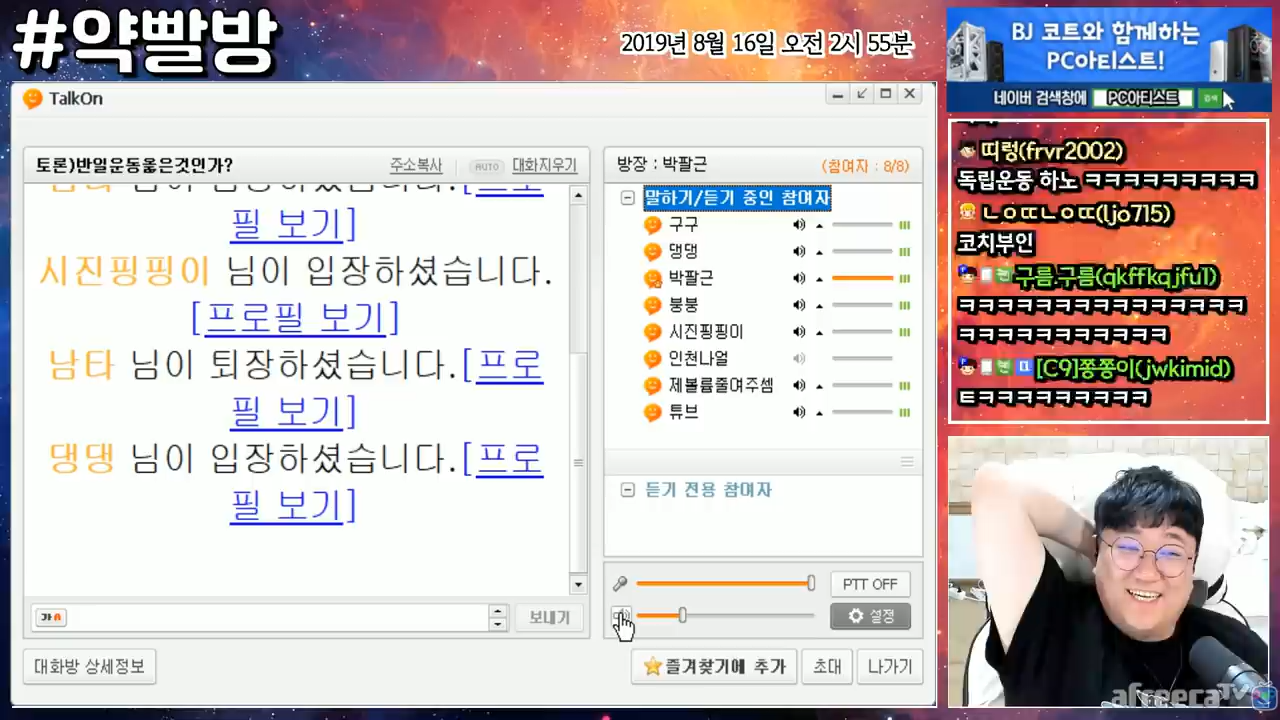 #약빨방
2019년 8월 16일 오전 2시 55분
BJ 코트와 함께하는
PC아티스트!
네이버 검색창에 PC아티스트 검색
TalkOn
토론)반일운동옳은것인가?
주소복사
AUTO
대화지우기
필 보기]
시진핑핑이 님이 입장하셨습니다.
[프로필 보기]
남타 님이 퇴장하셨습니다.[프로
필 보기]
댕댕 님이 입장하셨습니다.[프로
필 보기]
가A
보내기
대화방 상세정보
방장 : 박팔근
(참여자 : 8/8)
말하기/듣기 중인 참여자
구구
댕댕
박팔근
붕붕
시진핑핑이
인천나얼
제볼륨줄여주셈
튜브
듣기 전용 참여자
PTT OFF
설정
즐겨찾기에 추가
초대
나가기
띠렁(frvr2002)
독립운동 하노 ㅋㅋㅋㅋㅋㅋㅋㅋㅋ
ㄴㅇㄸㄴㅇㄸ(ljo715)
코치부인
구름.구름(qkffkqjful)
ㅋㅋㅋㅋㅋㅋㅋㅋㅋㅋㅋㅋㅋㅋㅋ
ㅋㅋㅋㅋㅋㅋㅋㅋㅋㅋㅋ
[C9]쫑쫑이(jwkimid)
ㅌㅋㅋㅋㅋㅋㅋㅋㅋㅋ
afreecaTV